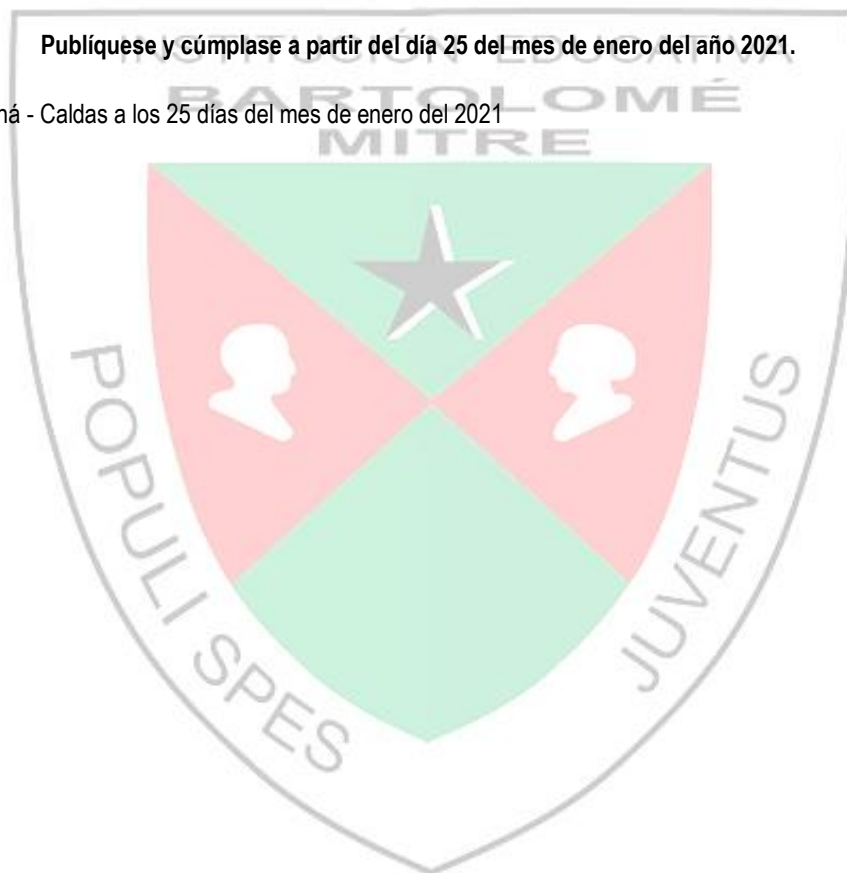 Publíquese y cúmplase a partir del día 25 del mes de enero del año 2021.
INSTITUCIÓN EDUCATIVA
BARTOLOMÉ
ná - Caldas a los 25 días del mes de enero del 2021
MITRE
POPULI SPES
JUVENTUS